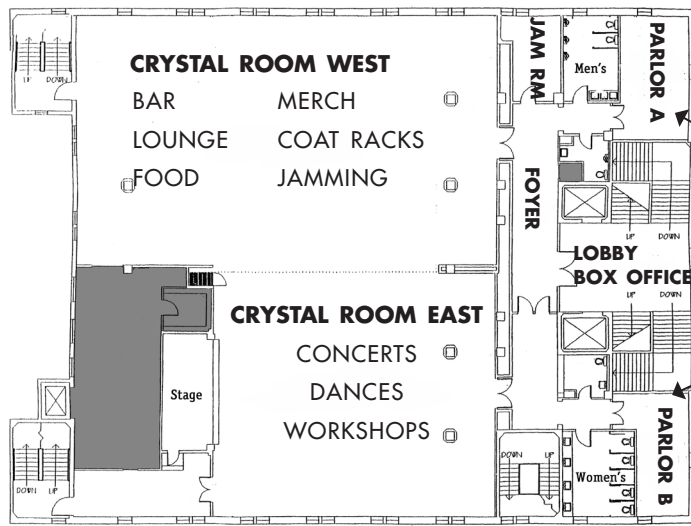 CRYSTAL ROOM WEST
BAR
MERCH
LOUNGE
COAT RACKS
FOOD
JAMMING
UP
DOWN
JAM RM
Men's
PARLOR A
FOYER
UP
DOWN
LOBBY
BOX OFFICE
UP
DOWN
CRYSTAL ROOM EAST
CONCERTS
DANCES
WORKSHOPS
Stage
DOWN
UP
DOWN
UP
Women's
PARLOR B